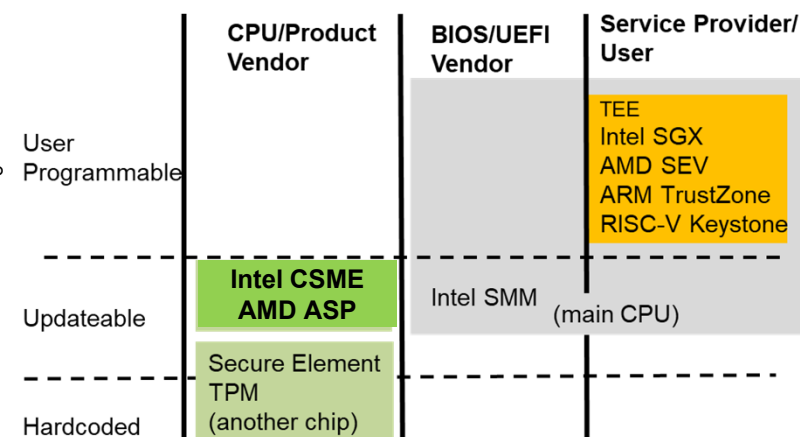 CPU/Product
Vendor
BIOS/UEFI
Vendor
Service Provider/
User
User
Programmable
TEE
Intel SGX
AMD SEV
ARM TrustZone
RISC-V Keystone
Updateable
Intel CSME
AMD ASP
Intel SMM
(main CPU)
Secure Element
TPM
(another chip)
Hardcoded